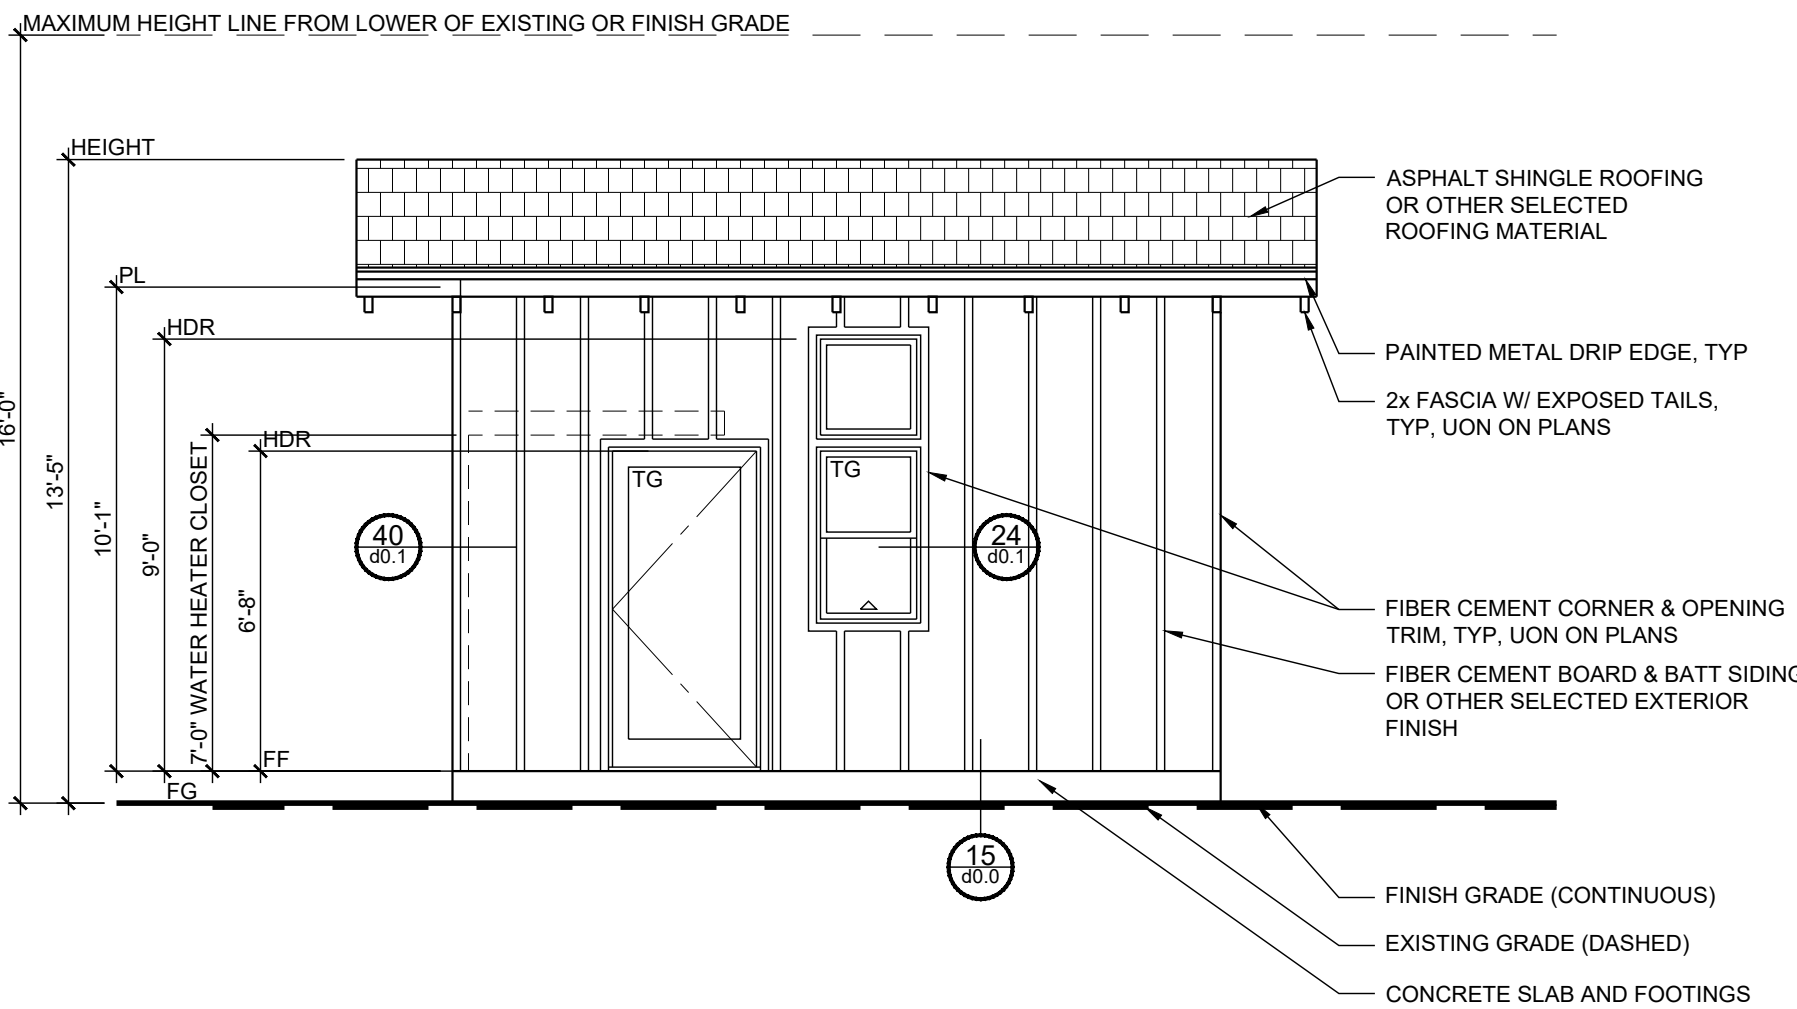 MAXIMUM HEIGHT LINE FROM LOWER OF EXISTING OR FINISH GRADE
HEIGHT
ASPHALT SHINGLE ROOFING
OR OTHER SELECTED
ROOFING MATERIAL
PL
HDR
PAINTED METAL DRIP EDGE, TYP
2x FASCIA W/ EXPOSED TAILS,
TYP, UON ON PLANS
16'-0"
13'-5"
10'-1"
9'-0"
7'-0" WATER HEATER CLOSET
6'-8"
HDR
TG
TG
40
d0.1
24
d0.1
FIBER CEMENT CORNER & OPENING
TRIM, TYP, UON ON PLANS
FIBER CEMENT BOARD & BATT SIDING
OR OTHER SELECTED EXTERIOR
FINISH
FF
FG
15
d0.0
FINISH GRADE (CONTINUOUS)
EXISTING GRADE (DASHED)
CONCRETE SLAB AND FOOTINGS